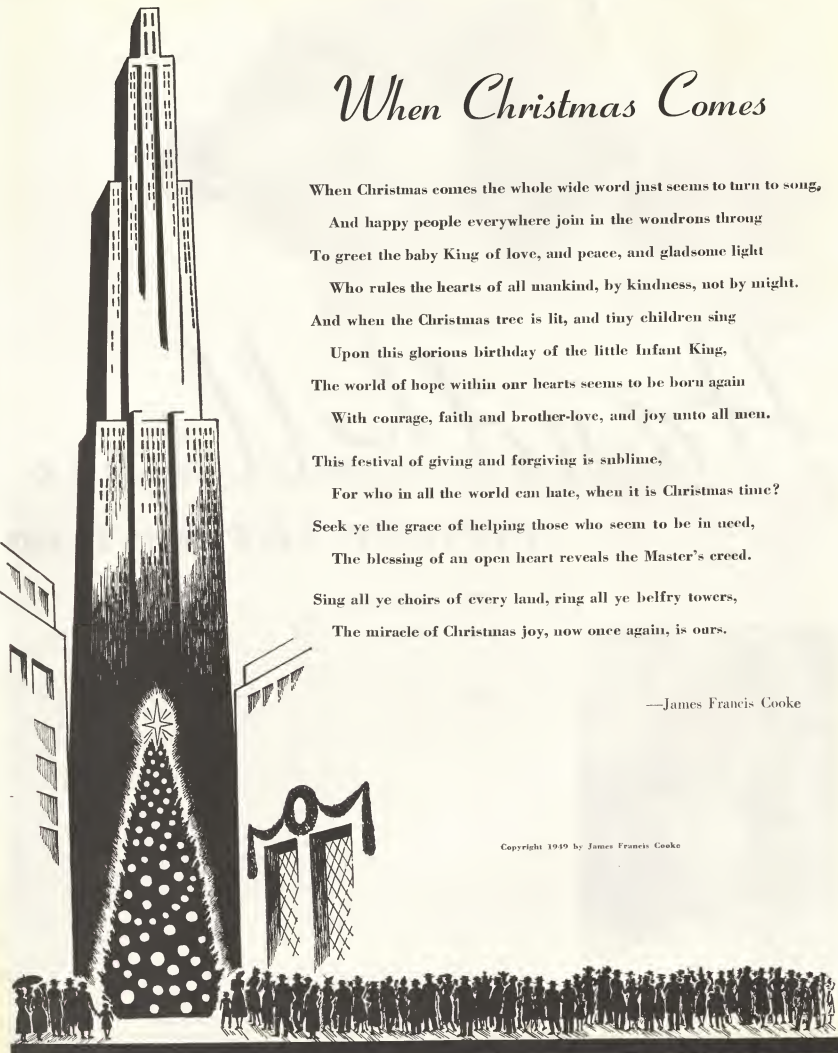 When Christmas Comes
When Christmas comes the whole wide word just seems to turn to song,
And happy people everywhere join in the wondrous throng
To greet the baby King of love, and peace, and gladsome light
Who rules the hearts of all mankind, by kindness, not by might.
And when the Christmas tree is lit, and tiny children sing
Upon this glorious birthday of the little Infant King,
The world of hope within our hearts seems to be born again
With courage, faith and brother-love, and joy unto all men.
This festival of giving and forgiving is sublime,
For who in all the world can hate, when it is Christmas time?
Seek ye the grace of helping those who seem to be in need,
The blessing of an open heart reveals the Master's creed.
Sing all ye choirs of every land, ring all ye belfry towers,
The miracle of Christmas joy, now once again, is ours.
—James Francis Cooke
Copyright 1949 by James Francis Cooke